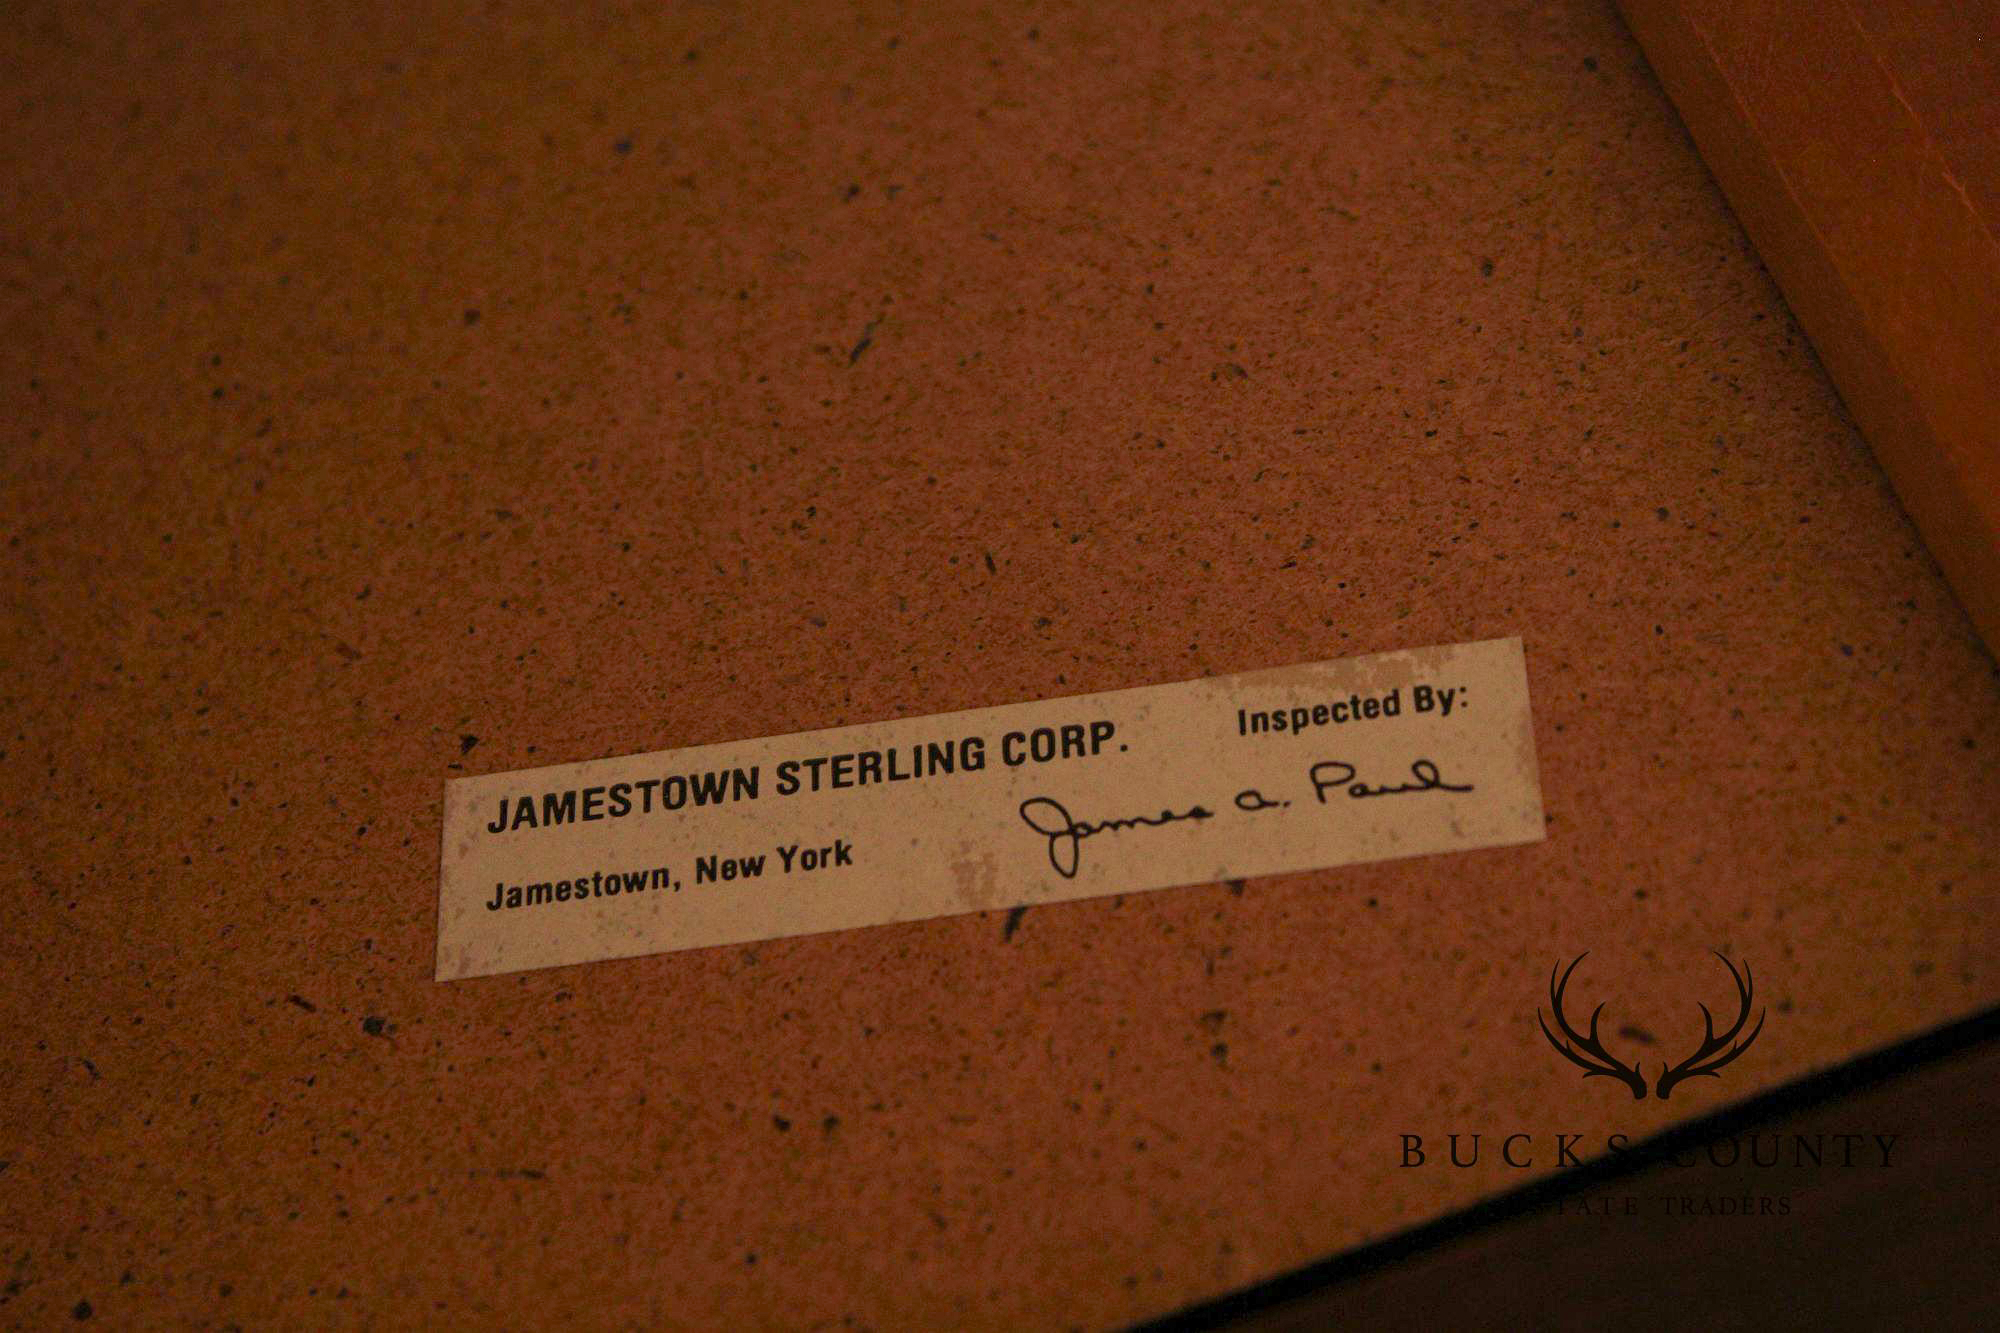 JAMESTOWN STERLING CORP. Inspected By:
Jamestown, New York James A. Paul
BUCKS COUNTY
ESTATE TRADERS